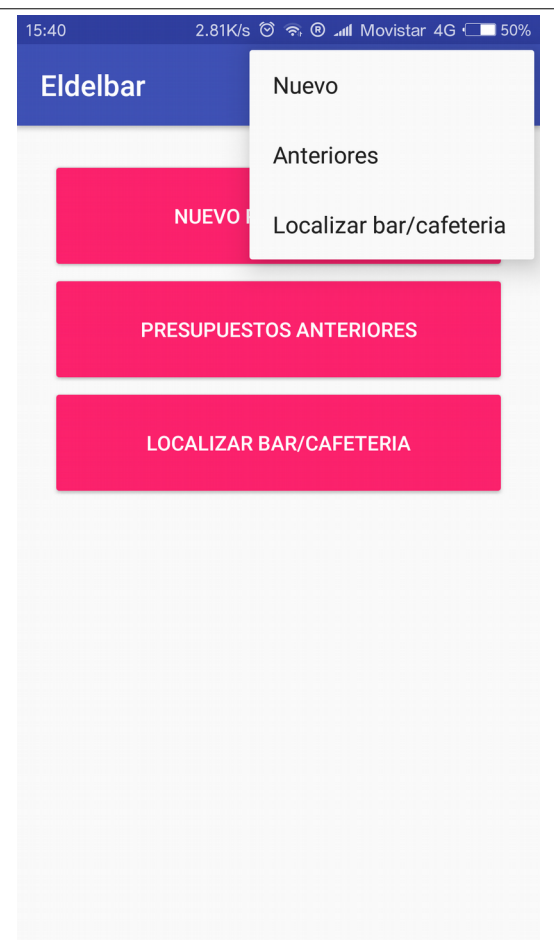 15:40 2.81K/s ® Movistar 4G 50%
Eldelbar
Nuevo
Anteriores
Localizar bar/cafeteria
NUEVO
PRESUPUESTOS ANTERIORES
LOCALIZAR BAR/CAFETERIA